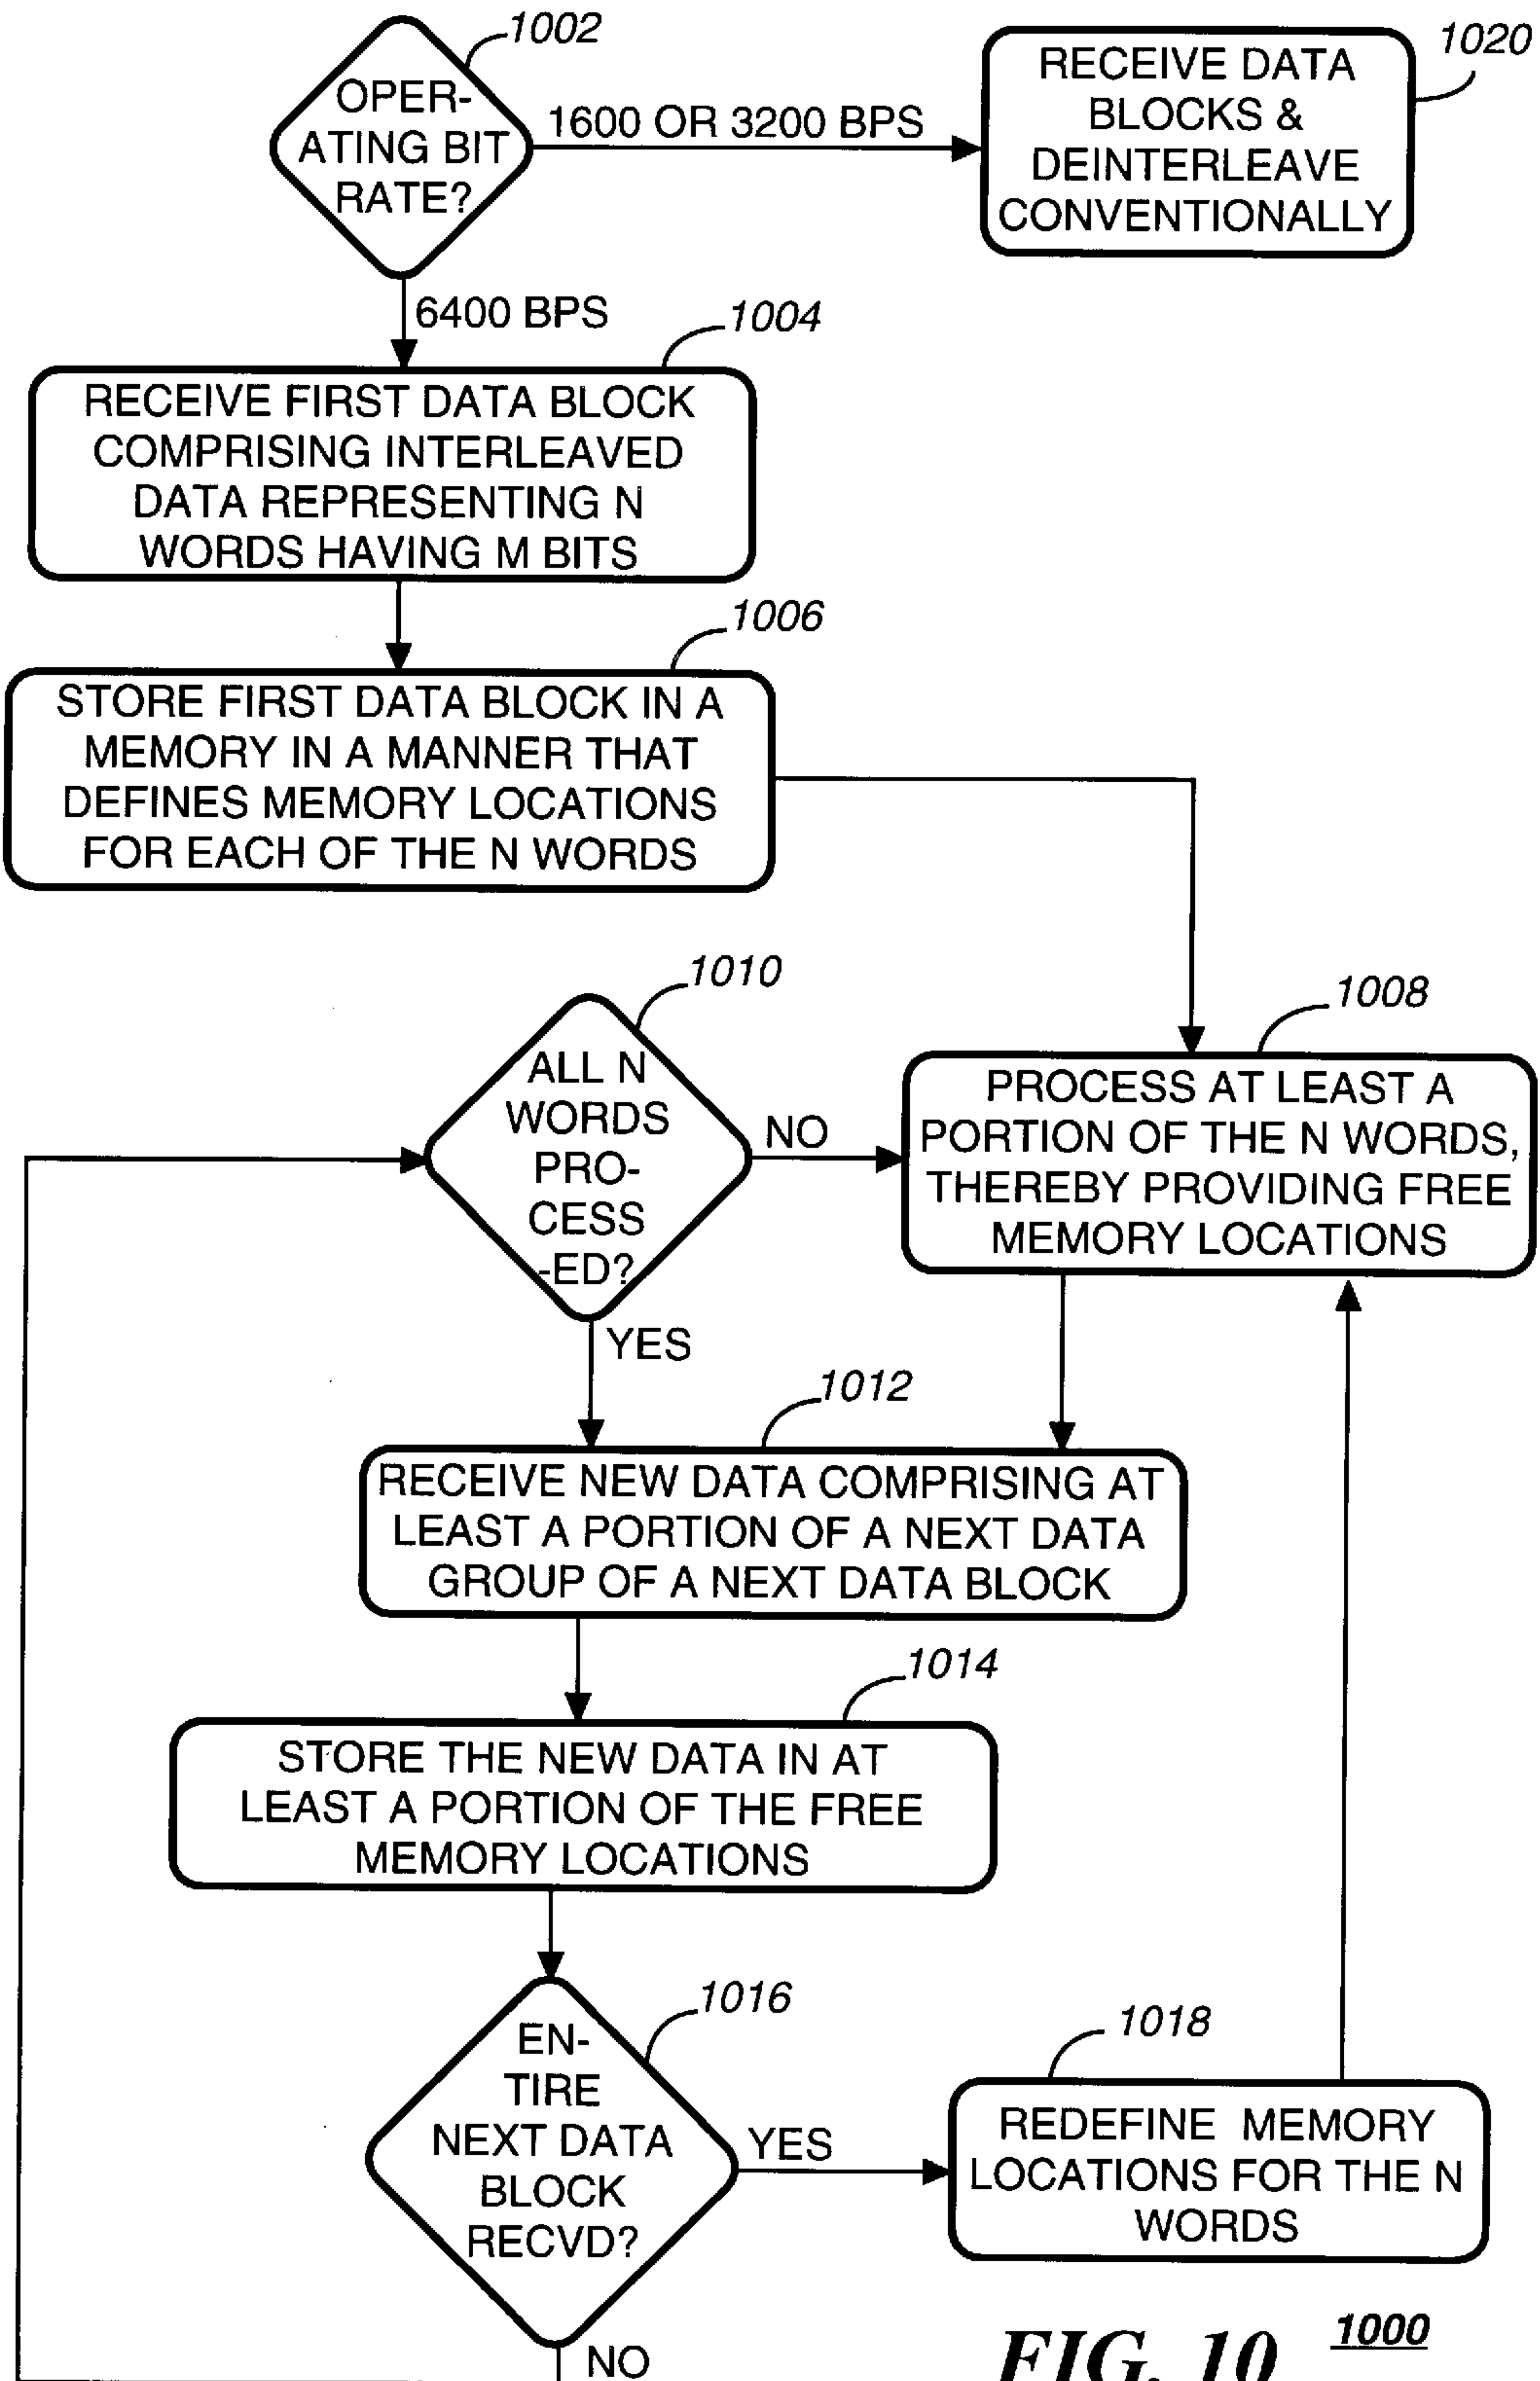 1002
OPER-
ATING BIT
RATE?
1600 OR 3200 BPS
1020
RECEIVE DATA
BLOCKS &
DEINTERLEAVE
CONVENTIONALLY
6400 BPS
1004
RECEIVE FIRST DATA BLOCK
COMPRISING INTERLEAVED
DATA REPRESENTING N
WORDS HAVING M BITS
1006
STORE FIRST DATA BLOCK IN A
MEMORY IN A MANNER THAT
DEFINES MEMORY LOCATIONS
FOR EACH OF THE N WORDS
1010
ALL N
WORDS
PRO-
CESS
-ED?
NO
1008
PROCESS AT LEAST A
PORTION OF THE N WORDS,
THEREBY PROVIDING FREE
MEMORY LOCATIONS
YES
1012
RECEIVE NEW DATA COMPRISING AT
LEAST A PORTION OF A NEXT DATA
GROUP OF A NEXT DATA BLOCK
1014
STORE THE NEW DATA IN AT
LEAST A PORTION OF THE FREE
MEMORY LOCATIONS
1016
EN-
TIRE
NEXT DATA
BLOCK
RECVD?
YES
1018
REDEFINE MEMORY
LOCATIONS FOR THE N
WORDS
NO
FIG. 10
1000